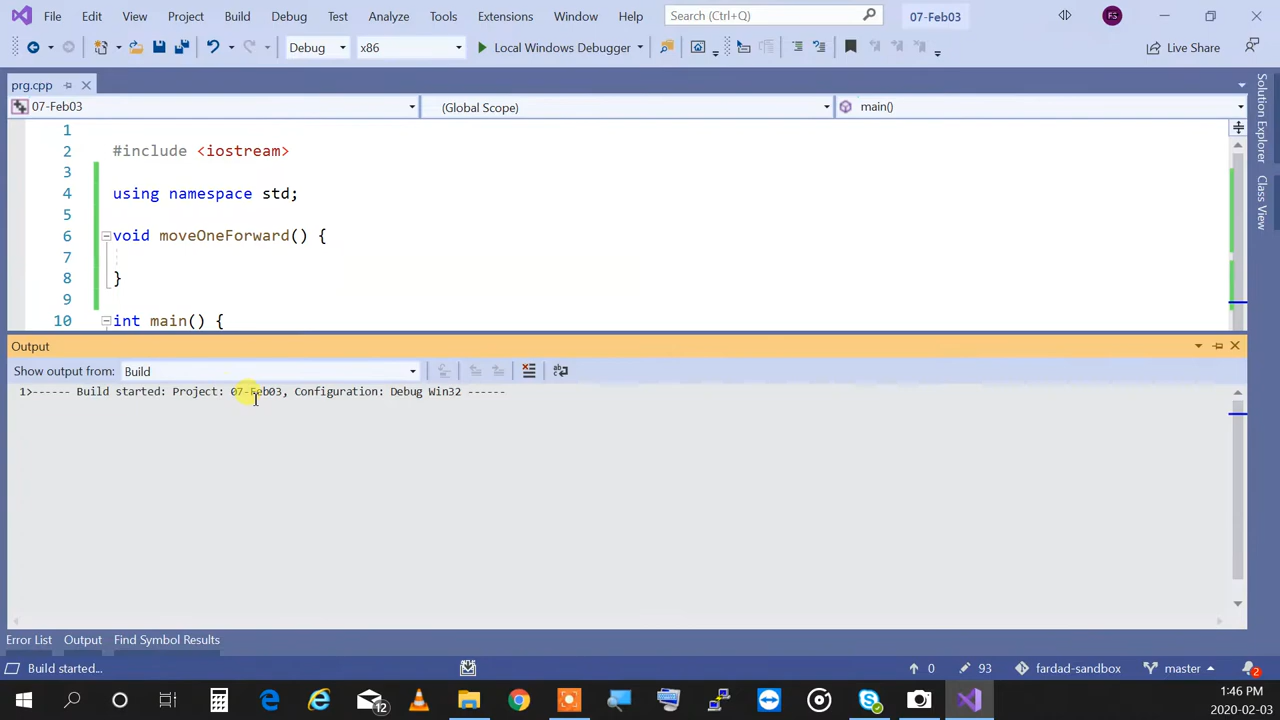 File Edit View Project Build Debug Test Analyze Tools Extensions Window Help Search (Ctrl+Q) 07-Feb03 FS
Debug x86 Local Windows Debugger Live Share
prg.cpp
07-Feb03 (Global Scope) main()
1
2 #include <iostream>
3
4 using namespace std;
5
6 void moveOneForward() {
7
8 }
9
10 int main() {
Solution Explorer
Class View
Output
Show output from: Build
1>------ Build started: Project: 07-Feb03, Configuration: Debug Win32 ------
Error List Output Find Symbol Results
Build started... 0 93 fardad-sandbox master 2
12
1:46 PM
2020-02-03